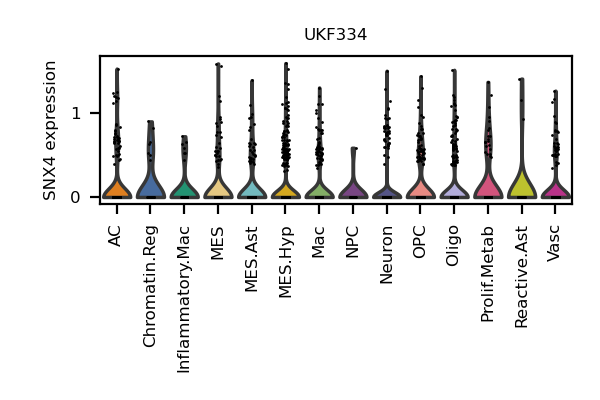 UKF334
SNX4 expression
1
0
AC
Chromatin.Reg
Inflammatory.Mac
MES
MES.Ast
MES.Hyp
Mac
NPC
Neuron
OPC
Oligo
Prolif.Metab
Reactive.Ast
Vasc